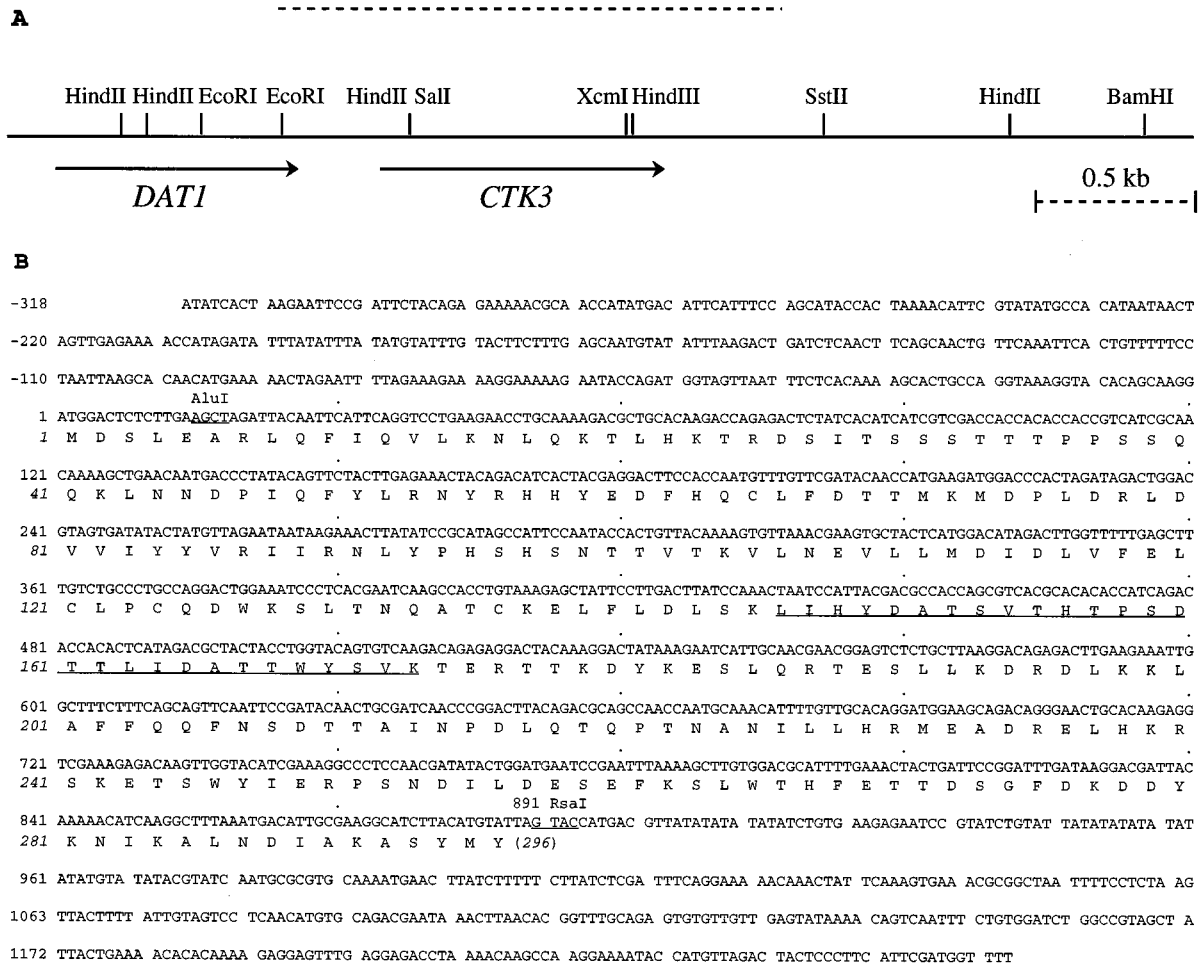 A
HindII HindII EcoRI EcoRI HindII SalI XcmI HindIII SstII HindII BamHI
DAT1 CTK3 0.5 kb
B
-318 ATATCACT AAGAATTCCG ATTCTACAGA GAAAAACGCA ACCATATGAC ATTCATTTCC AGCATACCAC TAAAACATTCG TATATGCCA CATAATAACT
-220 AGTTGAGAAA ACCATAGATA TTTATATTTA TATGTATTTG TACTTCTTTG AGCAATGTAT ATTTAAGACT GATCTCAACT TCAGCAACTG TTCAAATTCA CTGTTTTTCC
-110 TAATTAAGCA CAACATGAAA AACTAGAATT TTAGAAAGAA AAGGAAAAAG AATACCAGAT GGTAGTTAAT TTCTCACAAA AGCACTGCCA GGTAAAGGTA CACAGCAAGG
AluI
1 ATGGACTCTCTTGAAGCTAGATTACAATTCATTCAGGTCCTGAAGAACCTGCAAAAGACGCTGCACAAGACCAGAGACTCTATCACATCATCGTCGACCACCACACCACCGTCATCGCAA
1 M D S L E A R L Q F I Q V L K N L Q K T L H K T R D S I T S S S T T T P P S S Q
121 CAAAAGCTGAACAATGACCCTATACAGTTCTACTTGAGAAACTACAGACATCACTACGAGGACTTCCACCAATGTTTGTTCGATACAACCATGAAGATGGACCCACTAGATAGACTGGAC
41 Q K L N N D P I Q F Y L R N Y R H H Y E D F H Q C L F D T T M K M D P L D R L D
241 GTAGTGATATACTATGTTAGAATAATAAGAAACTTATATCCGCATAGCCATTCCAATACCACTGTTACAAAAGTGTTAAACGAAGTGCTACTCATGGACATAGACTTGGTTTTTGAGCTT
81 V V I Y Y V R I I R N L Y P H S H S N T T V T K V L N E V L L M D I D L V F E L
361 TGTCTGCCCTGCCAGGACTGGAAATCCCTCACGAATCAAGCCACCTGTAAAGAGCTATTCCTTGACTTATCCAAACTAATCCATTACGACGCCACCAGCGTCACGCACACACCATCAGAC
121 C L P C Q D W K S L T N Q A T C K E L F L D L S K L I H Y D A T S V T H T P S D
481 ACCACACTCATAGACGCTACTACCTGGTACAGTGTCAAGACAGAGAGGACTACAAAGGACTATAAAGAATCATTGCAACGAACGGAGTCTCTGCTTAAGGACAGAGACTTGAAGAAATTG
161 T T L I D A T T W Y S V K T E R T T K D Y K E S L Q R T E S L L K D R D L K K L
601 GCTTTCTTTCAGCAGTTCAATTCCGATACAACTGCGATCAACCCGGACTTACAGACGCAGCCAACCAATGCAAACATTTTGTTGCACAGGATGGAAGCAGACAGGGAACTGCACAAGAGG
201 A F F Q Q F N S D T T A I N P D L Q T Q P T N A N I L L H R M E A D R E L H K R
721 TCGAAAGAGACAAGTTGGTACATCGAAAGGCCCTCCAACGATATACTGGATGAATCCGAATTTAAAAGCTTGTGGACGCATTTTGAAACTACTGATTCCGGATTTGATAAGGACGATTAC
241 S K E T S W Y I E R P S N D I L D E S E F K S L W T H F E T T D S G F D K D D Y
891 RsaI
841 AAAAACATCAAGGCTTTAAATGACATTGCGAAGGCATCTTACATGTATTAG GTACCATGAC GTTATATATA TATATCTGTG AAGAGAATCC GTATCTGTAT TATATATATA TAT
281 K N I K A L N D I A K A S Y M Y (296)
961 ATATGTA TATACGTATC AATGCGCGTG CAAAATGAAC TTATCTTTTT CTTATCTCGA TTTCAGGAAA AACAAACTAT TCAAAGTGAA ACGCGGCTAA TTTTCCTCTA AG
1063 TTACTTTT ATTGTAGTCC TCAACATGTG CAGACGAATA AACTTAACAC GGTTTGCAGA GTGTGTTGTT GAGTATAAAA CAGTCAATTT CTGTGGATCT GGCCGTAGCT A
1172 TTACTGAAA ACACACAAAA GAGGAGTTTG AGGAGACCTA AAACAAGCCA AGGAAAATAC CATGTTAGAC TACTCCCTTC ATTCGATGGT TTT